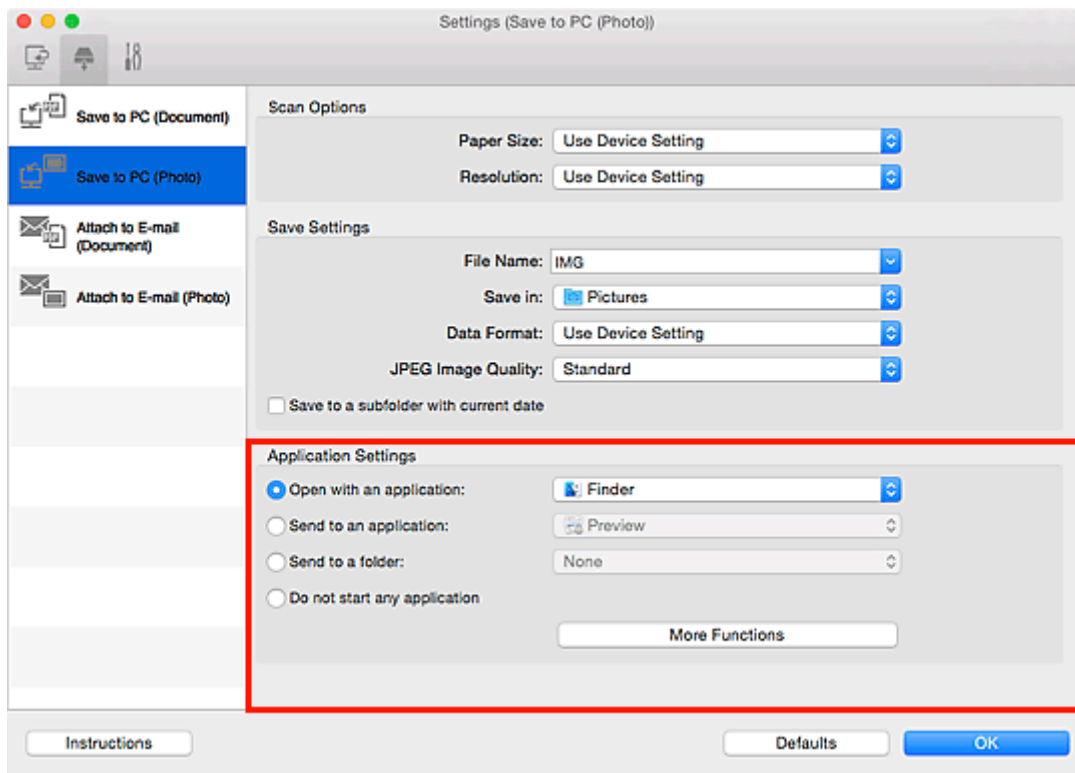 Settings (Save to PC (Photo))
Save to PC (Document)
Save to PC (Photo)
Attach to E-mail
(Document)
Attach to E-mail (Photo)
Scan Options
Paper Size: Use Device Setting
Resolution: Use Device Setting
Save Settings
File Name: IMG
Save in: Pictures
Data Format: Use Device Setting
JPEG Image Quality: Standard
Save to a subfolder with current date
Application Settings
Open with an application: Finder
Send to an application: Preview
Send to a folder: None
Do not start any application
More Functions
Instructions
Defaults
OK